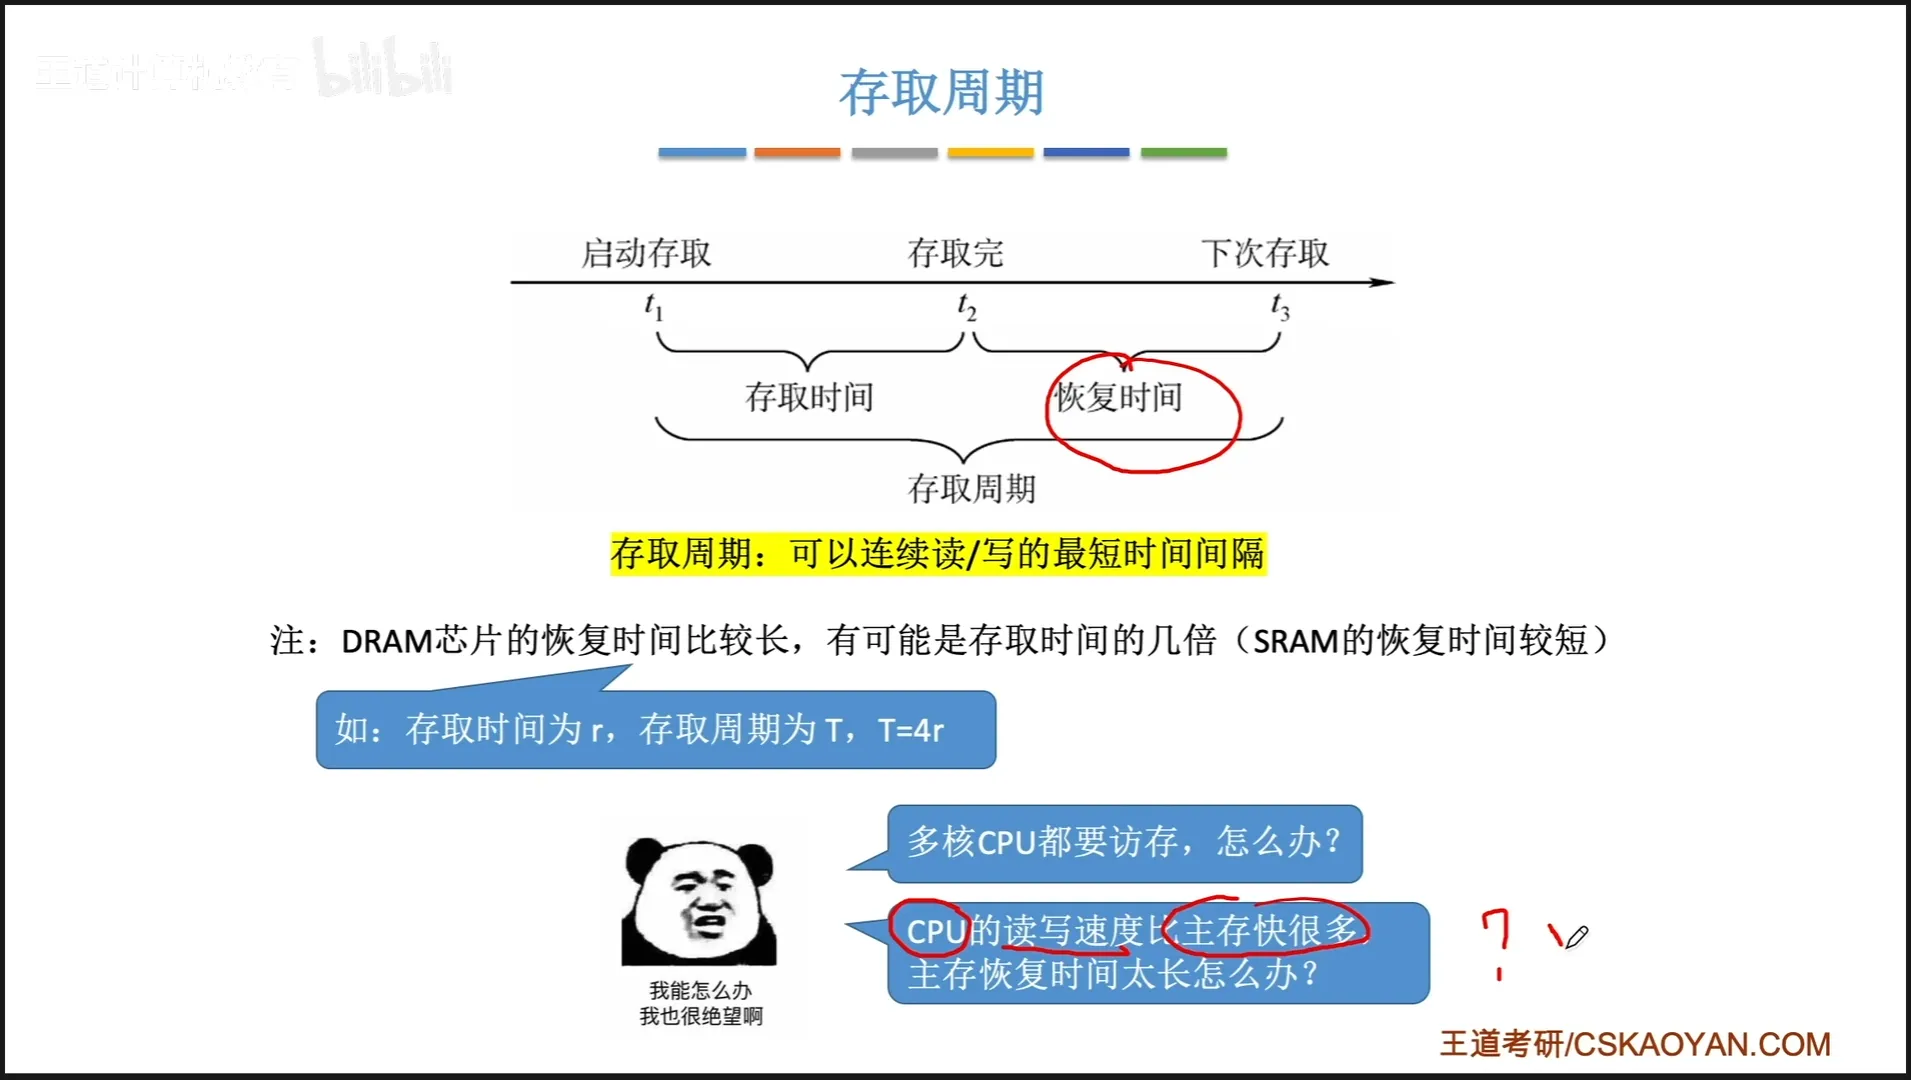 王道计算机教育 bilibili
存取周期
启动存取 存取完 下次存取
t1 t2 t3
存取时间 恢复时间
存取周期
存取周期：可以连续读/写的最短时间间隔
注：DRAM芯片的恢复时间比较长，有可能是存取时间的几倍（SRAM的恢复时间较短）
如：存取时间为 r，存取周期为 T，T=4r
多核CPU都要访存，怎么办？
CPU的读写速度比主存快很多，
主存恢复时间太长怎么办？
?
我能怎么办
我也很绝望啊
王道考研/CSKAOYAN.COM